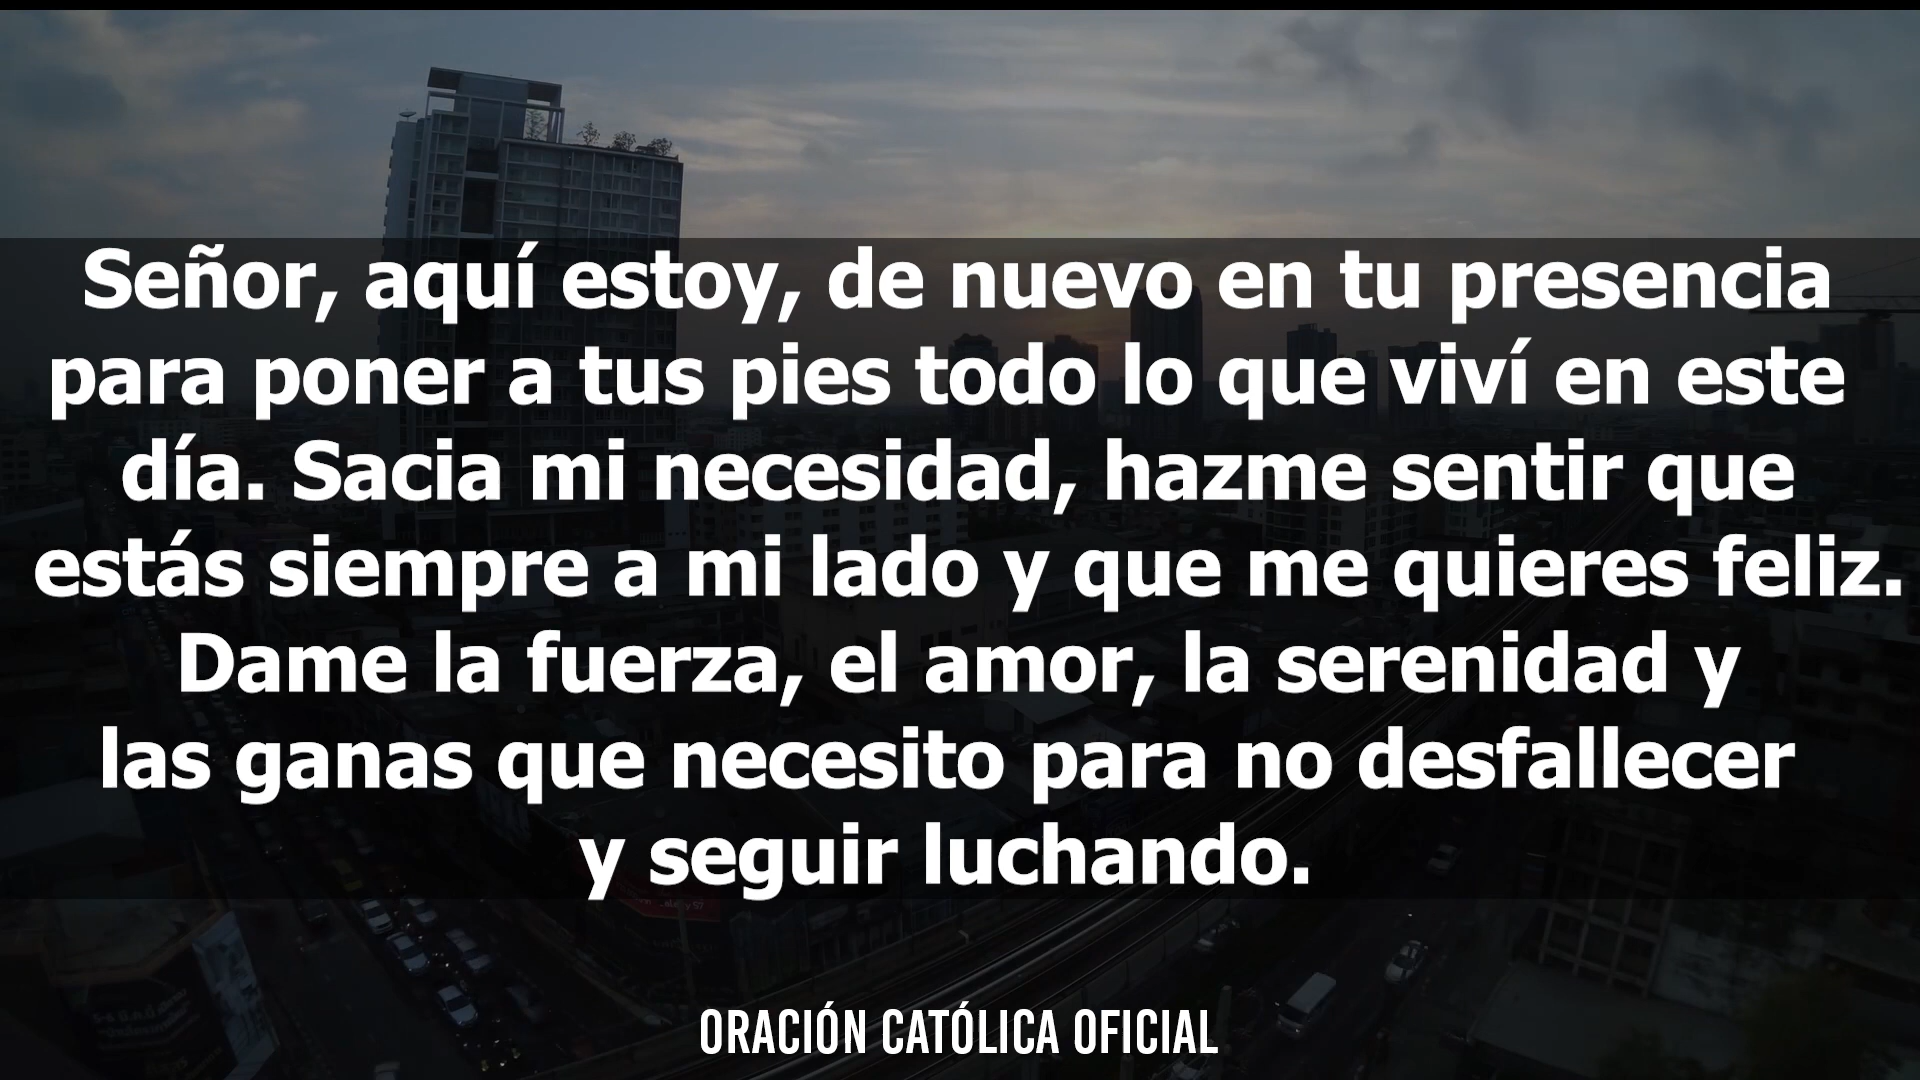 Señor, aquí estoy, de nuevo en tu presencia
para poner a tus pies todo lo que viví en este
día. Sacia mi necesidad, hazme sentir que
estás siempre a mi lado y que me quieres feliz.
Dame la fuerza, el amor, la serenidad y
las ganas que necesito para no desfallecer
y seguir luchando.
ORACIÓN CATÓLICA OFICIAL